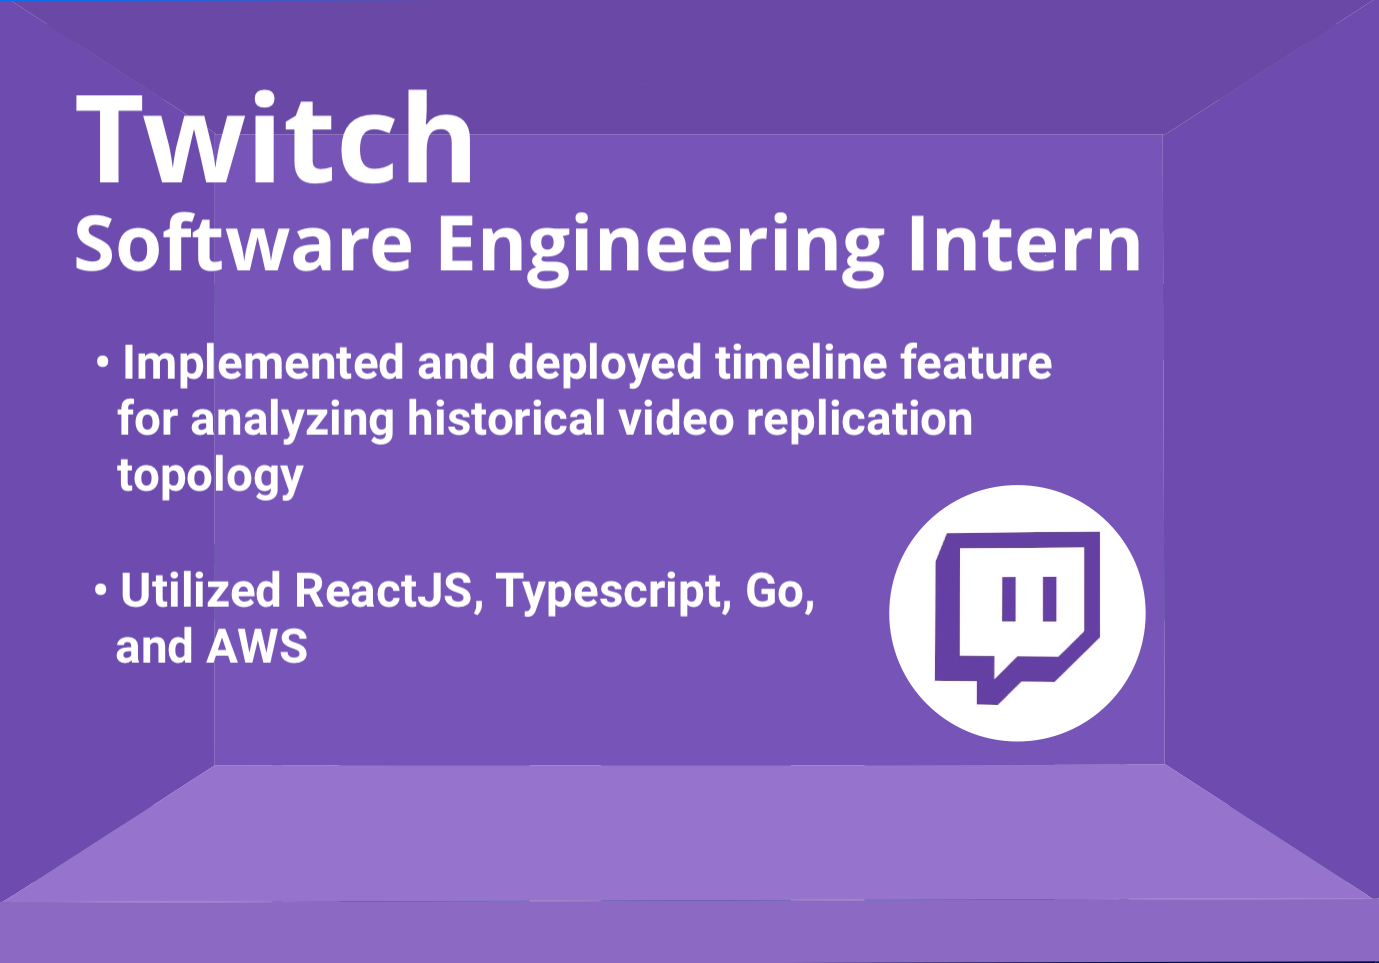 Twitch
Software Engineering Intern
• Implemented and deployed timeline feature
for analyzing historical video replication
topology
• Utilized ReactJS, Typescript, Go,
and AWS